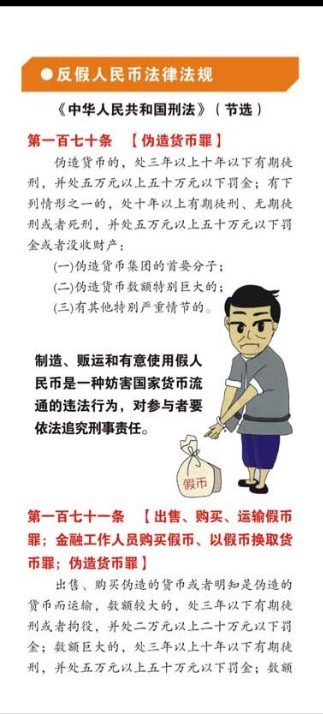 ●反假人民币法律法规
《中华人民共和国刑法》（节选）
第一百七十条 【伪造货币罪】
伪造货币的，处三年以上十年以下有期徒
刑，并处五万元以上五十万元以下罚金；有下
列情形之一的，处十年以上有期徒刑、无期徒
刑或者死刑，并处五万元以上五十万元以下罚
金或者没收财产：
(一)伪造货币集团的首要分子；
(二)伪造货币数额特别巨大的；
(三)有其他特别严重情节的。
制造、贩运和有意使用假人
民币是一种妨害国家货币流
通的违法行为，对参与者要
依法追究刑事责任。
假币
第一百七十一条 【出售、购买、运输假币
罪；金融工作人员购买假币、以假币换取货
币罪；伪造货币罪】
出售、购买伪造的货币或者明知是伪造的
货币而运输，数额较大的，处三年以下有期徒
刑或者拘役，并处二万元以上二十万元以下罚
金；数额巨大的，处三年以上十年以下有期徒
刑，并处五万元以上五十万元以下罚金；数额